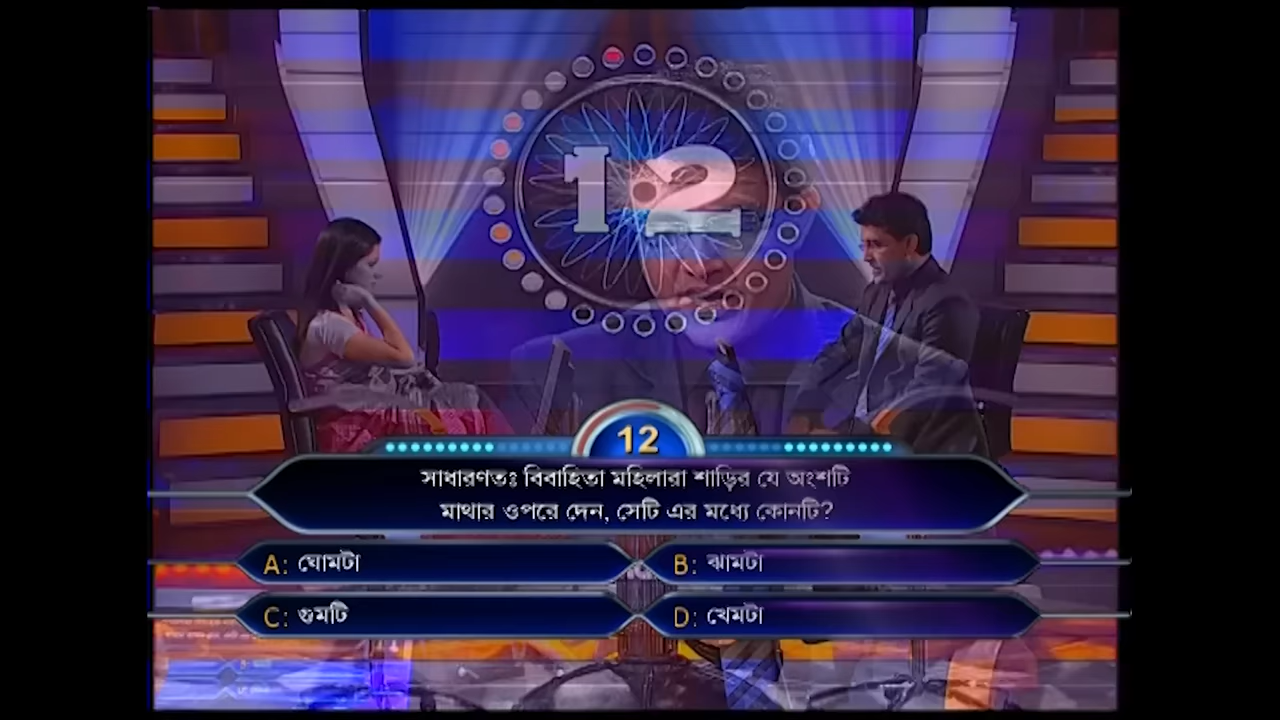 12
12
সাধারণতঃ বিবাহিতা মহিলারা শাড়ির যে অংশটি
মাথার ওপরে দেন, সেটি এর মধ্যে কোনটি?
A: ঘোমটা
B: ঝামটা
C: গুমটি
D: খেমটা